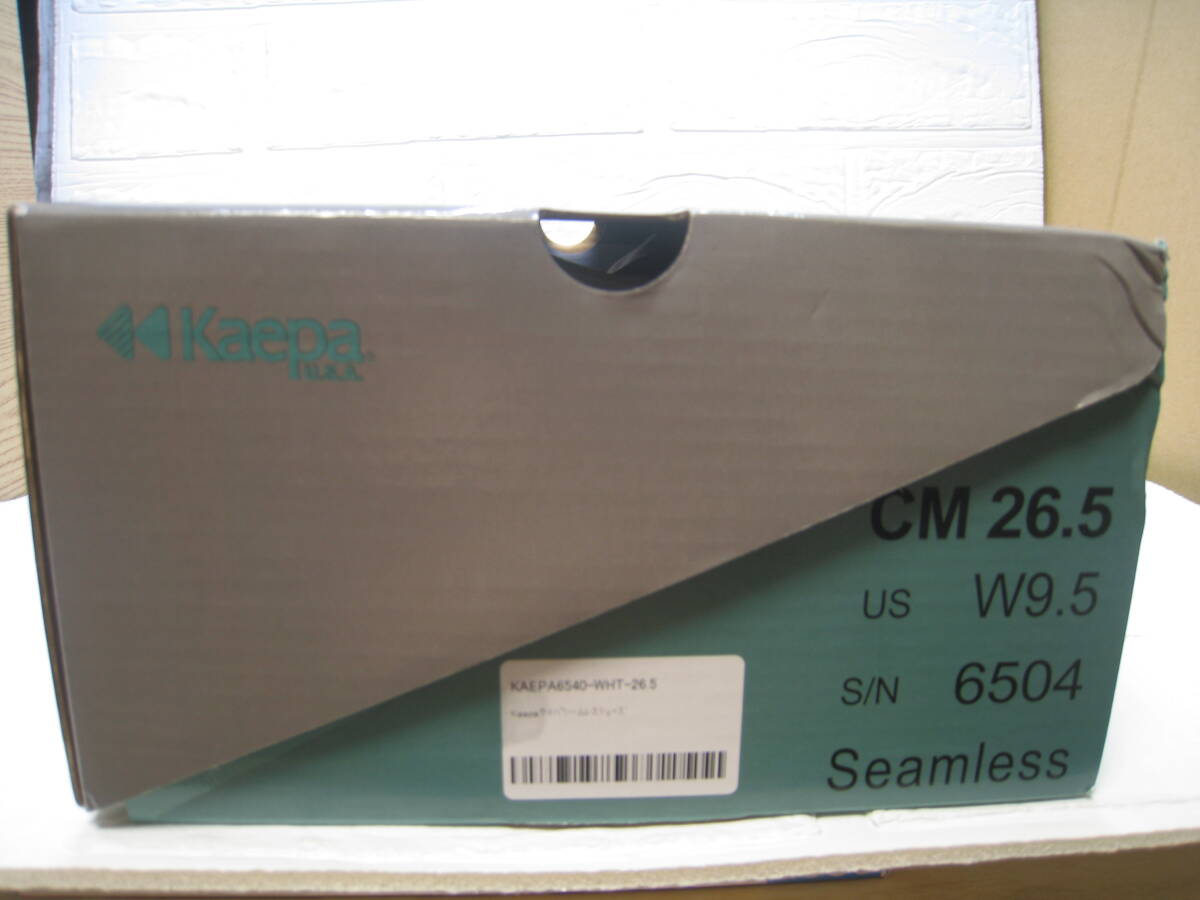 Kaepa
U.S.A.
CM 26.5
US W9.5
S/N 6504
Seamless
KAEPA6540-WHT-26.5